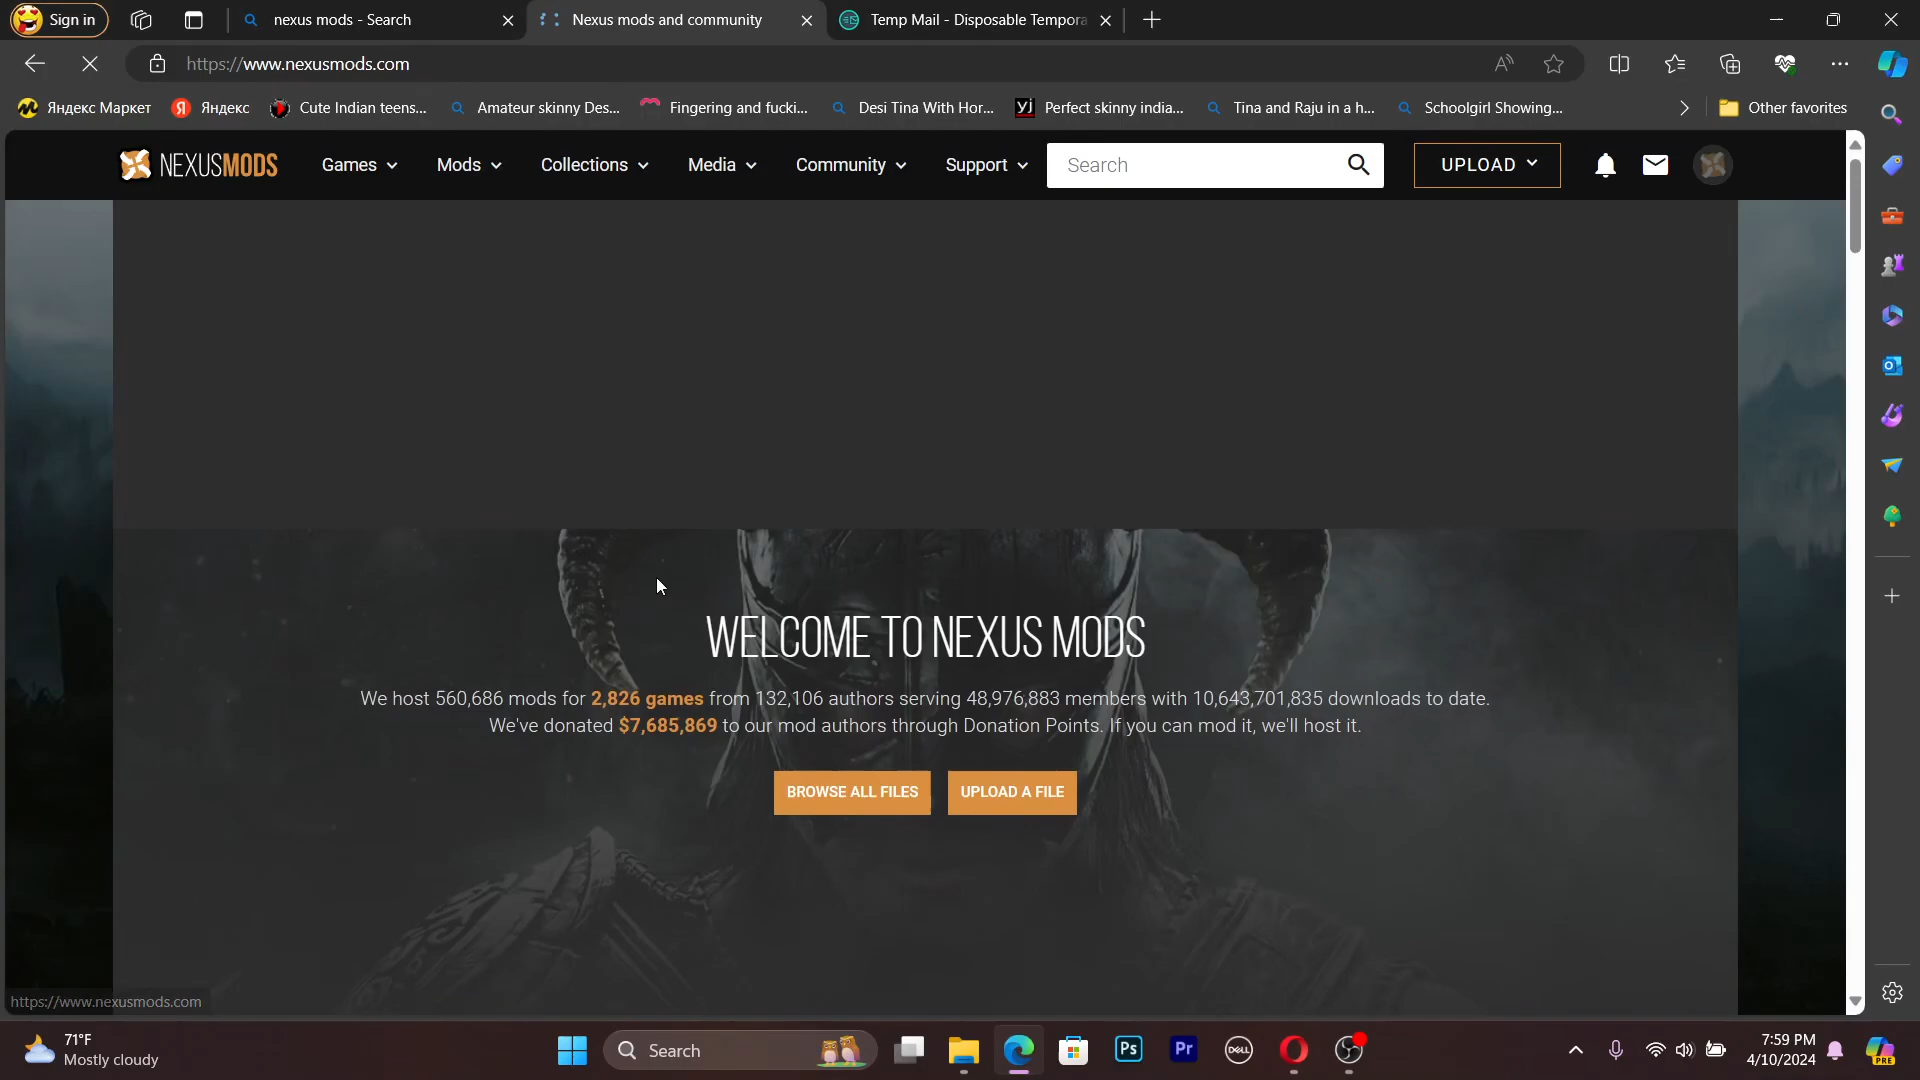 Sign in
nexus mods - Search
Nexus mods and community
Temp Mail - Disposable Tempora
https://www.nexusmods.com
Яндекс Маркет
Яндекс
Cute Indian teens...
Amateur skinny Des...
Fingering and fucki...
Desi Tina With Hor...
Perfect skinny india...
Tina and Raju in a h...
Schoolgirl Showing...
Other favorites
NEXUSMODS
Games
Mods
Collections
Media
Community
Support
Search
UPLOAD
WELCOME TO NEXUS MODS
We host 560,686 mods for 2,826 games from 132,106 authors serving 48,976,883 members with 10,643,701,835 downloads to date.
We've donated $7,685,869 to our mod authors through Donation Points. If you can mod it, we'll host it.
BROWSE ALL FILES
UPLOAD A FILE
https://www.nexusmods.com
71°F
Mostly cloudy
Search
Ps
Pr
DELL
7:59 PM
4/10/2024
PRE